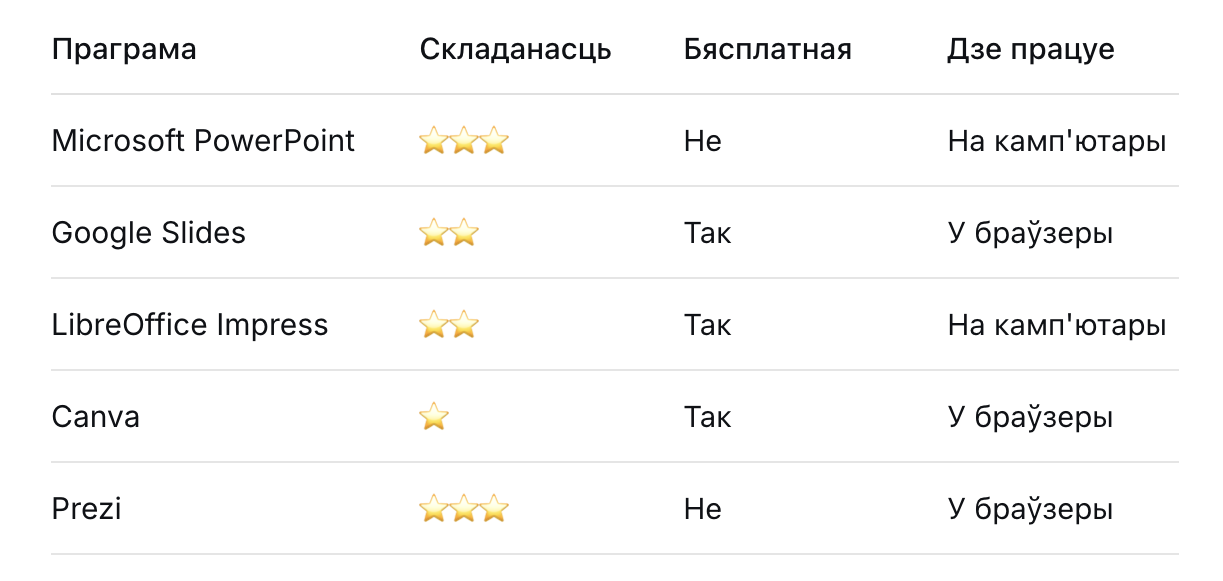 Праграма Складанасць Бясплатная Дзе працуе
Microsoft PowerPoint ⭐⭐⭐ Не На камп'ютары
Google Slides ⭐⭐ Так У браўзеры
LibreOffice Impress ⭐⭐ Так На камп'ютары
Canva ⭐ Так У браўзеры
Prezi ⭐⭐⭐ Не У браўзеры